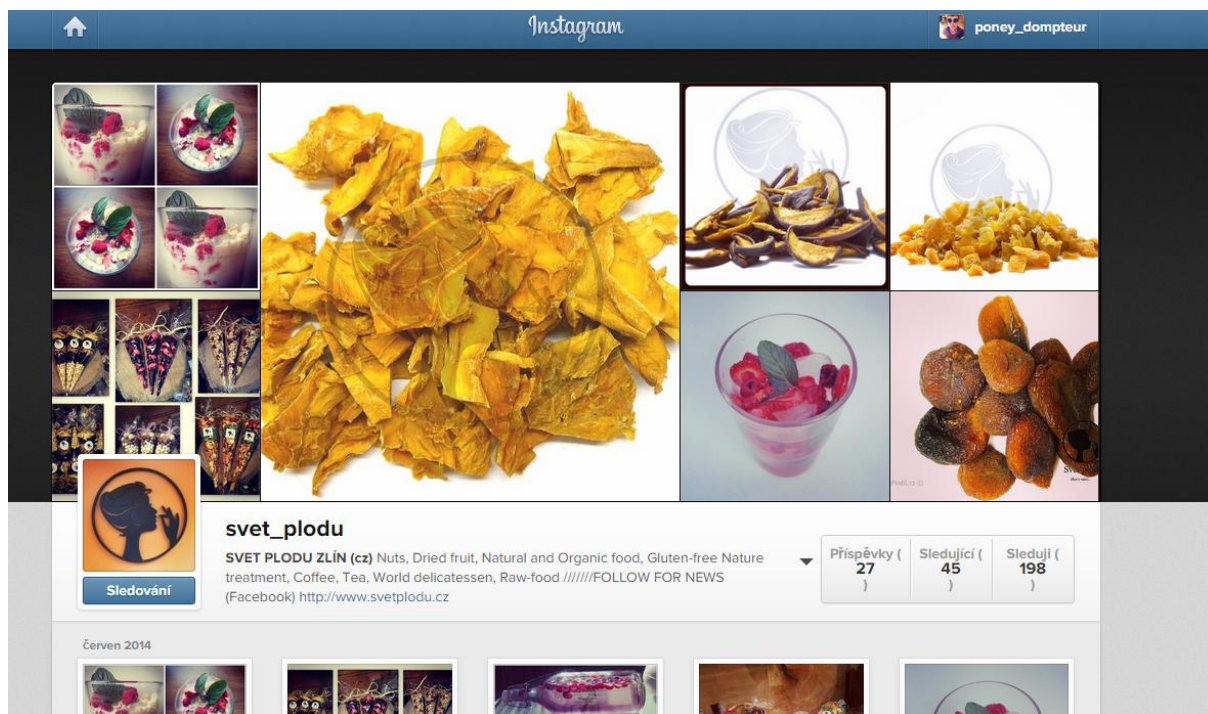 Instagram
poney_dompteur
svet_plodu
SVET PLODU ZLÍN (cz) Nuts, Dried fruit, Natural and Organic food, Gluten-free Nature
treatment, Coffee, Tea, World delicatessen, Raw-food ///////FOLLOW FOR NEWS
(Facebook) http://www.svetplodu.cz
Sledování
Příspěvky (
27
)
Sledující (
45
)
Sleduji (
198
)
červen 2014